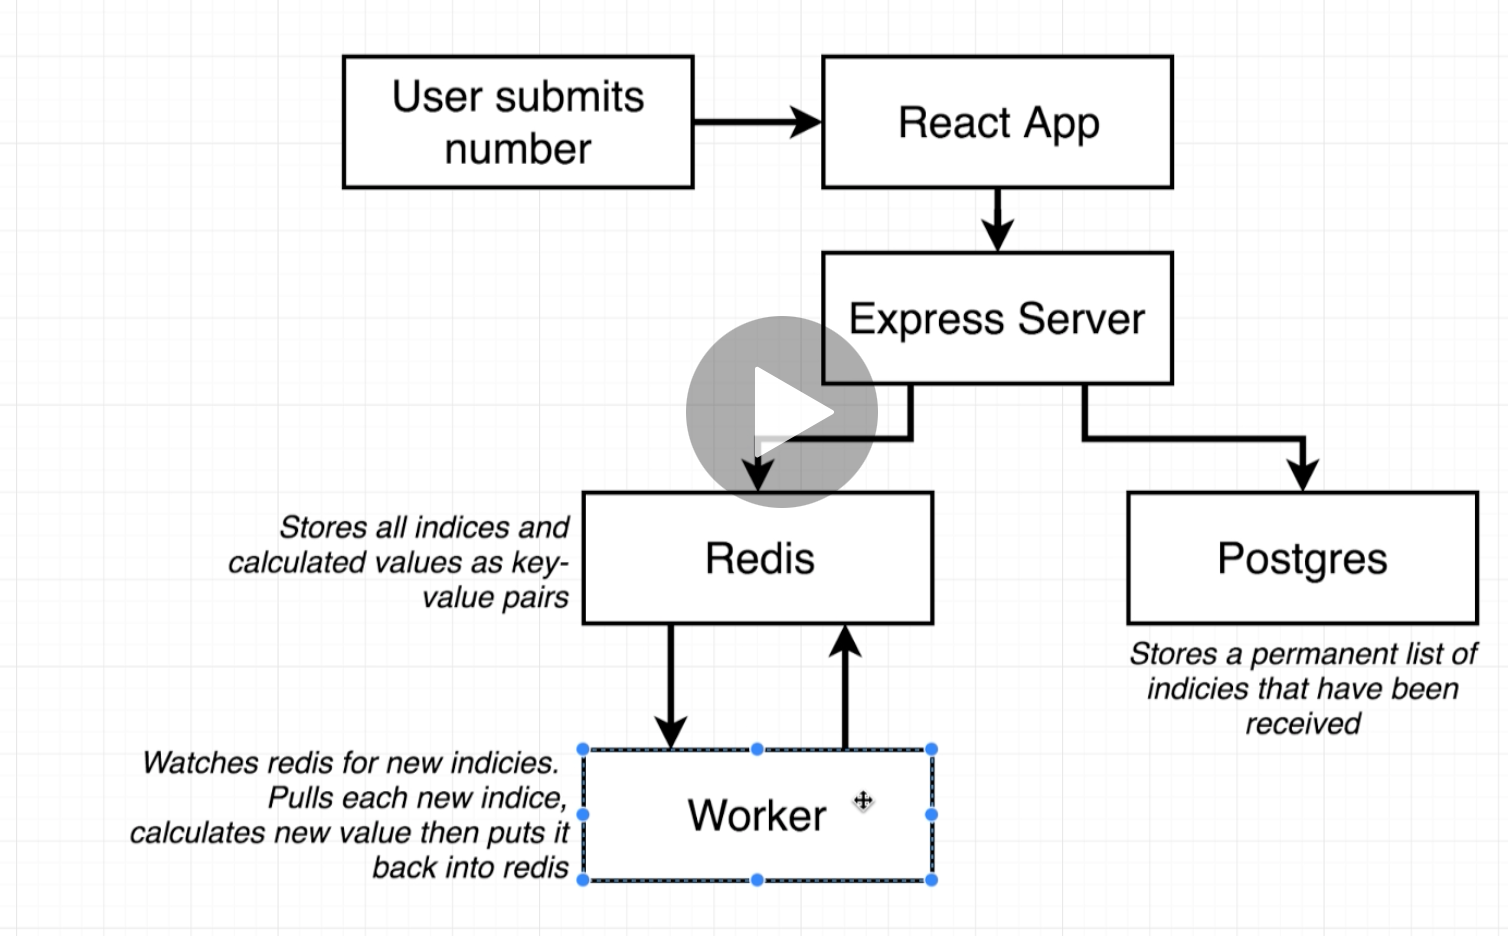 User submits
number
React App
Express Server
Stores all indices and
calculated values as key-
value pairs
Redis
Postgres
Stores a permanent list of
indicies that have been
received
Watches redis for new indicies.
Pulls each new indice,
calculates new value then puts it
back into redis
Worker